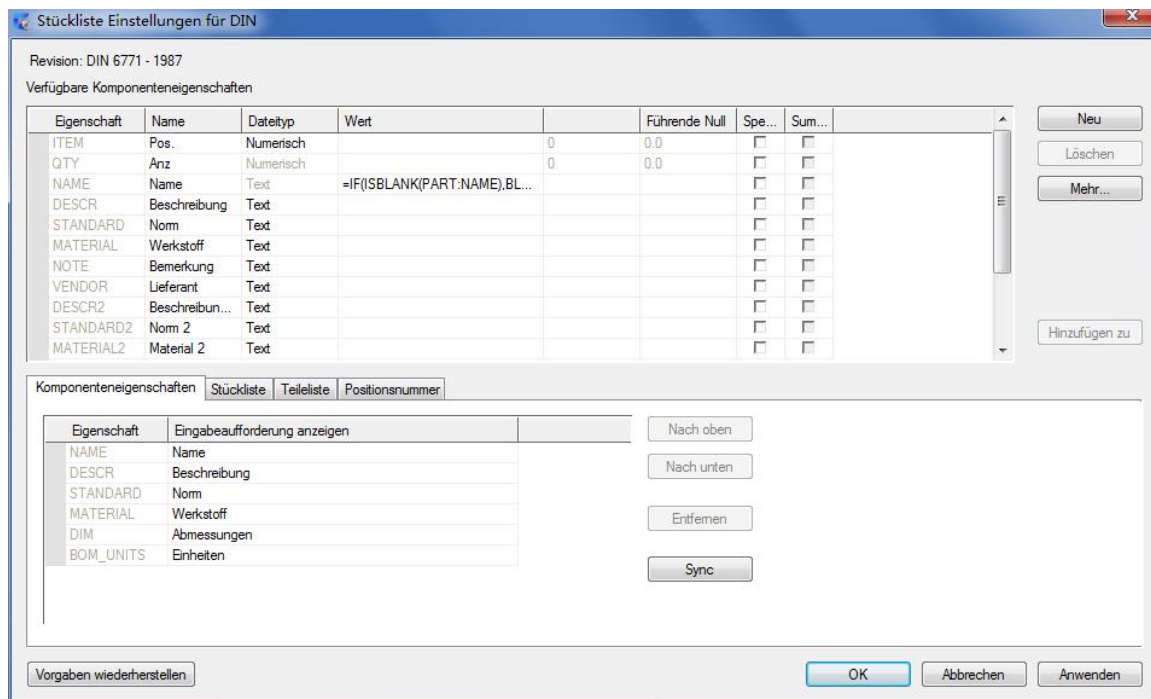 Stückliste Einstellungen für DIN
Revision: DIN 6771 - 1987
Verfügbare Komponenteneigenschaften
Eigenschaft Name Dateityp Wert Führende Null Spe... Sum...
ITEM Pos. Numerisch 0 0.0
QTY Anz Numerisch 0 0.0
NAME Name Text =IF(ISBLANK(PART:NAME),BL...
DESCR Beschreibung Text
STANDARD Norm Text
MATERIAL Werkstoff Text
NOTE Bemerkung Text
VENDOR Lieferant Text
DESCR2 Beschreibun... Text
STANDARD2 Norm 2 Text
MATERIAL2 Material 2 Text
Neu
Löschen
Mehr...
Hinzufügen zu
Komponenteneigenschaften Stückliste Teileliste Positionsnummer
Eigenschaft Eingabeaufforderung anzeigen
NAME Name
DESCR Beschreibung
STANDARD Norm
MATERIAL Werkstoff
DIM Abmessungen
BOM_UNITS Einheiten
Nach oben
Nach unten
Entfernen
Sync
Vorgaben wiederherstellen OK Abbrechen Anwenden